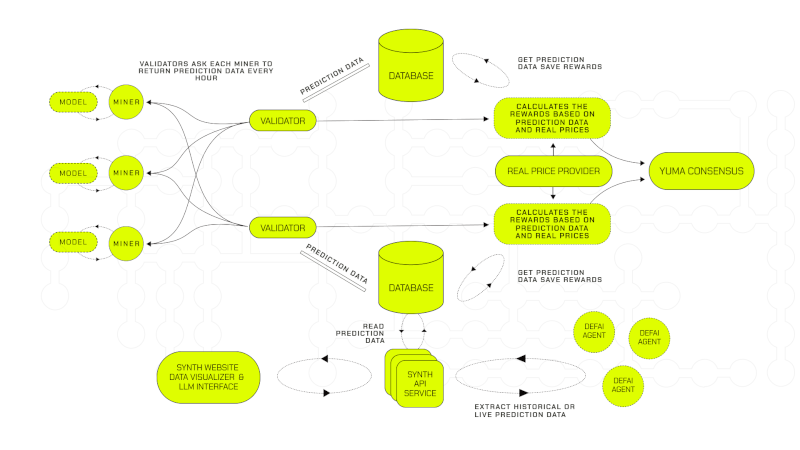 VALIDATORS ASK EACH MINER TO
RETURN PREDICTION DATA EVERY
HOUR
MODEL
MINER
MODEL
MINER
MODEL
MINER
VALIDATOR
VALIDATOR
PREDICTION DATA
DATABASE
GET PREDICTION
DATA SAVE REWARDS
CALCULATES THE
REWARDS BASED ON
PREDICTION DATA
AND REAL PRICES
REAL PRICE PROVIDER
YUMA CONSENSUS
CALCULATES THE
REWARDS BASED ON
PREDICTION DATA
AND REAL PRICES
PREDICTION DATA
DATABASE
GET PREDICTION
DATA SAVE REWARDS
READ
PREDICTION
DATA
SYNTH WEBSITE
DATA VISUALIZER &
LLM INTERFACE
SYNTH
API
SERVICE
EXTRACT HISTORICAL OR
LIVE PREDICTION DATA
DEFAI
AGENT
DEFAI
AGENT
DEFAI
AGENT